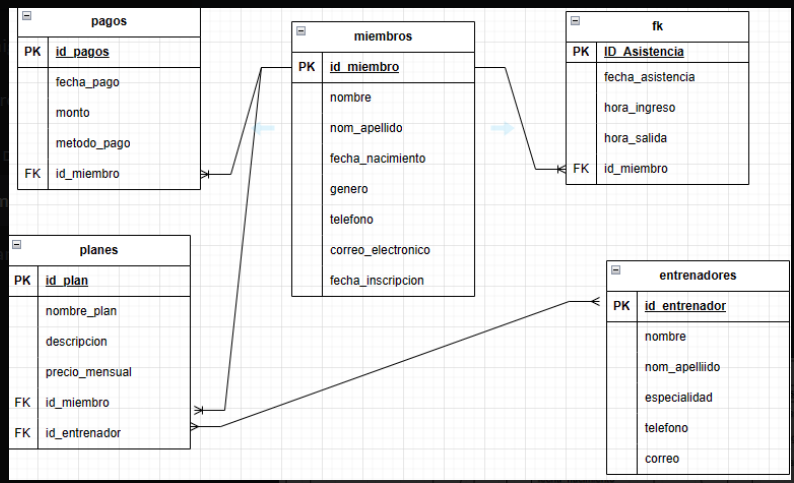 pagos
PK id_pagos
fecha_pago
monto
metodo_pago
FK id_miembro
miembros
PK id_miembro
nombre
nom_apellido
fecha_nacimiento
genero
telefono
correo_electronico
fecha_inscripcion
fk
PK ID_Asistencia
fecha_asistencia
hora_ingreso
hora_salida
FK id_miembro
planes
PK id_plan
nombre_plan
descripcion
precio_mensual
FK id_miembro
FK id_entrenador
entrenadores
PK id_entrenador
nombre
nom_apelliido
especialidad
telefono
correo